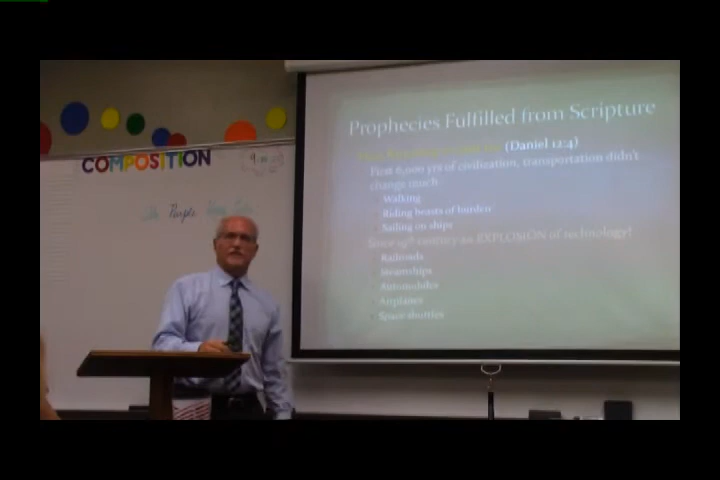 COMPOSITION
Purple
Prophecies Fulfilled from Scripture
(Daniel 12:4)
First 6,000 yrs of civilization, transportation didn't
change much
Walking
Riding beasts of burden
Sailing on ships
Since 19th century an EXPLOSION of technology!
Railroads
Steamships
Automobiles
Airplanes
Space shuttles